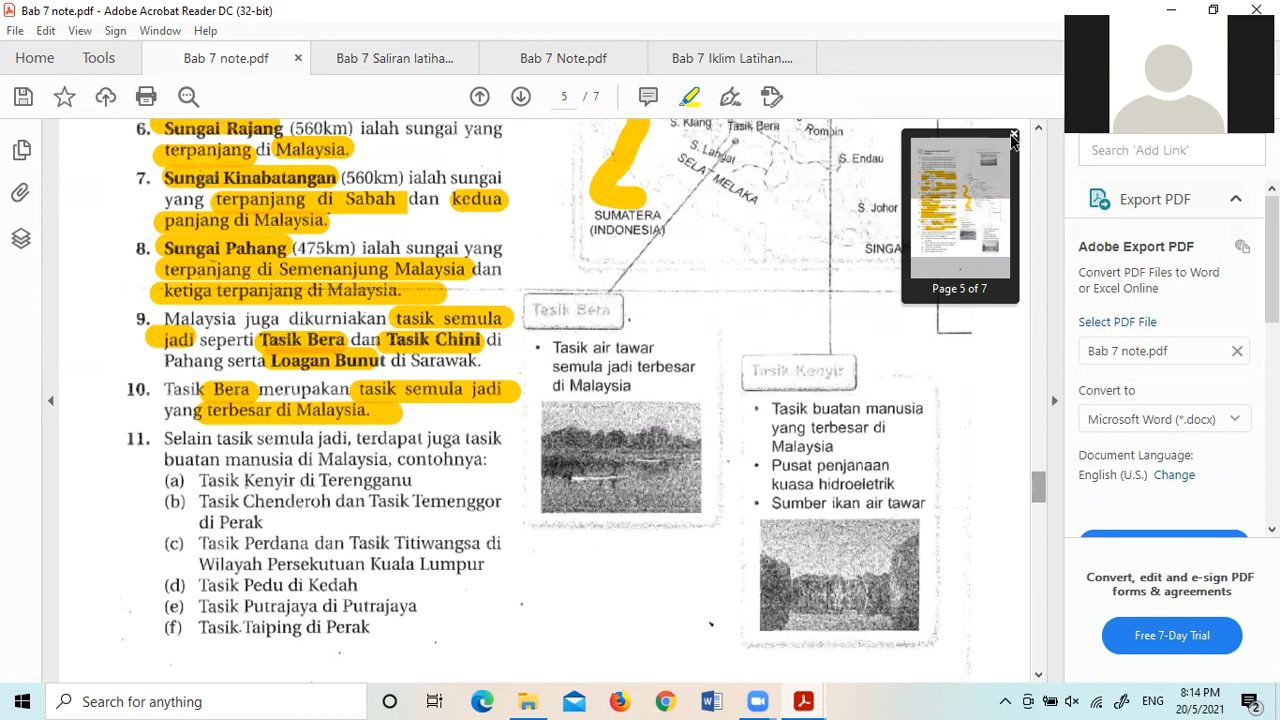 Bab 7 note.pdf - Adobe Acrobat Reader DC (32-bit)
File Edit View Sign Window Help
Home Tools Bab 7 note.pdf Bab 7 Saliran latiha... Bab 7 Note.pdf Bab 7 Iklim Latihan....
5 / 7
6. Sungai Rajang (560km) ialah sungai yang
terpanjang di Malaysia.
7. Sungai Kinabatangan (560km) ialah sungai
yang terpanjang di Sabah dan kedua
panjang di Malaysia.
8. Sungai Pahang (475km) ialah sungai yang
terpanjang di Semenanjung Malaysia dan
ketiga terpanjang di Malaysia.
9. Malaysia juga dikurniakan tasik semula
jadi seperti Tasik Bera dan Tasik Chini di
Pahang serta Loagan Bunut di Sarawak.
10. Tasik Bera merupakan tasik semula jadi
yang terbesar di Malaysia.
11. Selain tasik semula jadi, terdapat juga tasik
buatan manusia di Malaysia, contohnya:
(a) Tasik Kenyir di Terengganu
(b) Tasik Chenderoh dan Tasik Temenggor
di Perak
(c) Tasik Perdana dan Tasik Titiwangsa di
Wilayah Persekutuan Kuala Lumpur
(d) Tasik Pedu di Kedah
(e) Tasik Putrajaya di Putrajaya
(f) Tasik Taiping di Perak
S. Klang
Tasik Bera
Rompin
S. Langat
S. Endau
SELAT MELAKA
S. Johor
SUMATERA
(INDONESIA)
SINGA
Tasik Bera
• Tasik air tawar
semula jadi terbesar
di Malaysia
Tasik Kenyir
• Tasik buatan manusia
yang terbesar di
Malaysia
• Pusat penjanaan
kuasa hidroeletrik
• Sumber ikan air tawar
Page 5 of 7
Search 'Add Link'
Export PDF
Adobe Export PDF
Convert PDF Files to Word
or Excel Online
Select PDF File
Bab 7 note.pdf
Convert to
Microsoft Word (*.docx)
Document Language:
English (U.S.) Change
Convert, edit and e-sign PDF
forms & agreements
Free 7-Day Trial
Search for anything
ENG
8:14 PM
20/5/2021
2